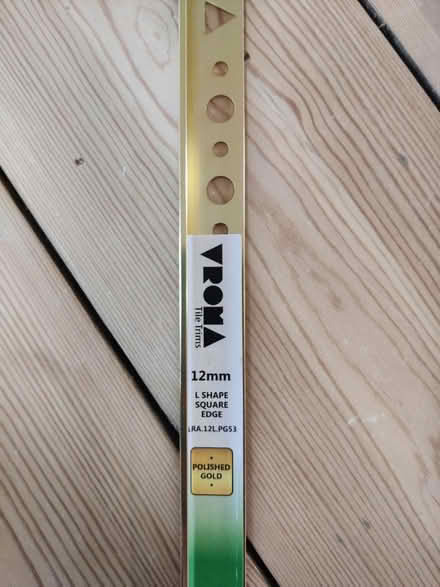 VROMA
Tile Trims
12mm
L SHAPE
SQUARE
EDGE
LRA.12L.PG53
POLISHED
GOLD